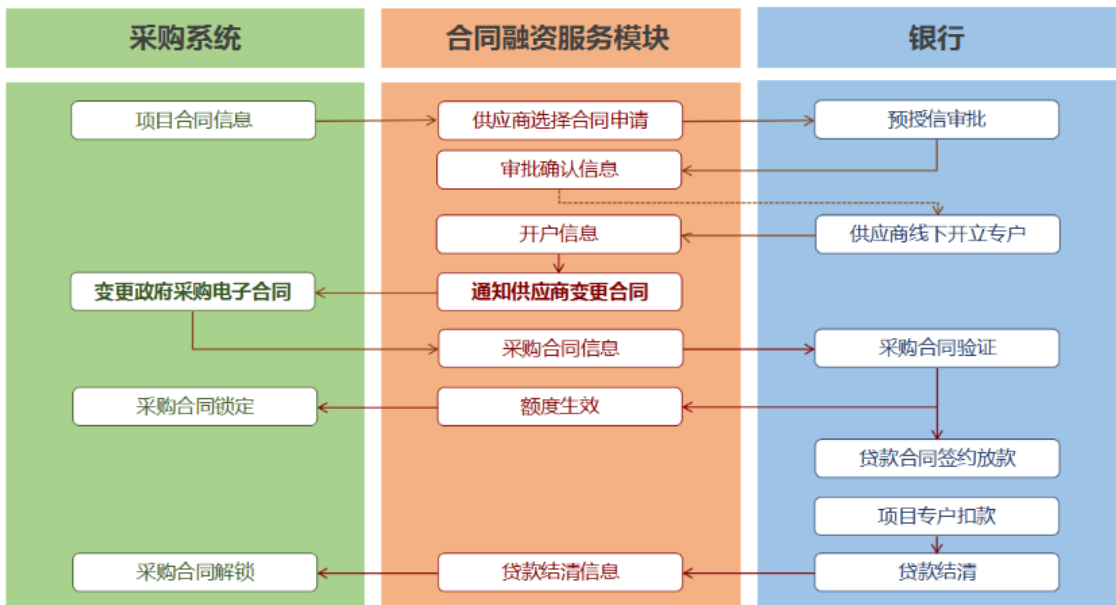 采购系统
合同融资服务模块
银行
项目合同信息
供应商选择合同申请
预授信审批
审批确认信息
开户信息
供应商线下开立专户
变更政府采购电子合同
通知供应商变更合同
采购合同信息
采购合同验证
采购合同锁定
额度生效
贷款合同签约放款
项目专户扣款
采购合同解锁
贷款结清信息
贷款结清